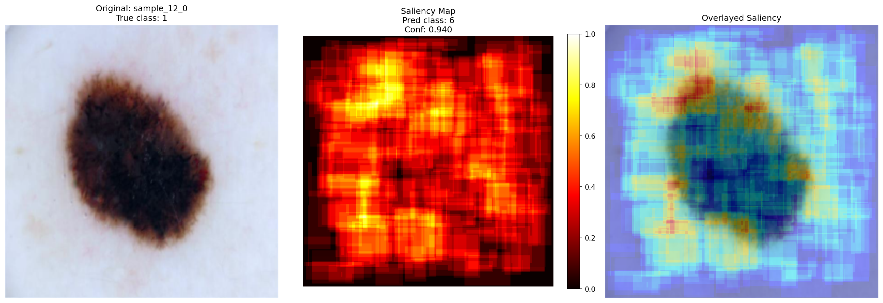 Original: sample_12_0
True class: 1
Saliency Map
Pred class: 6
Conf: 0.940
1.0
0.8
0.6
0.4
0.2
0.0
Overlayed Saliency